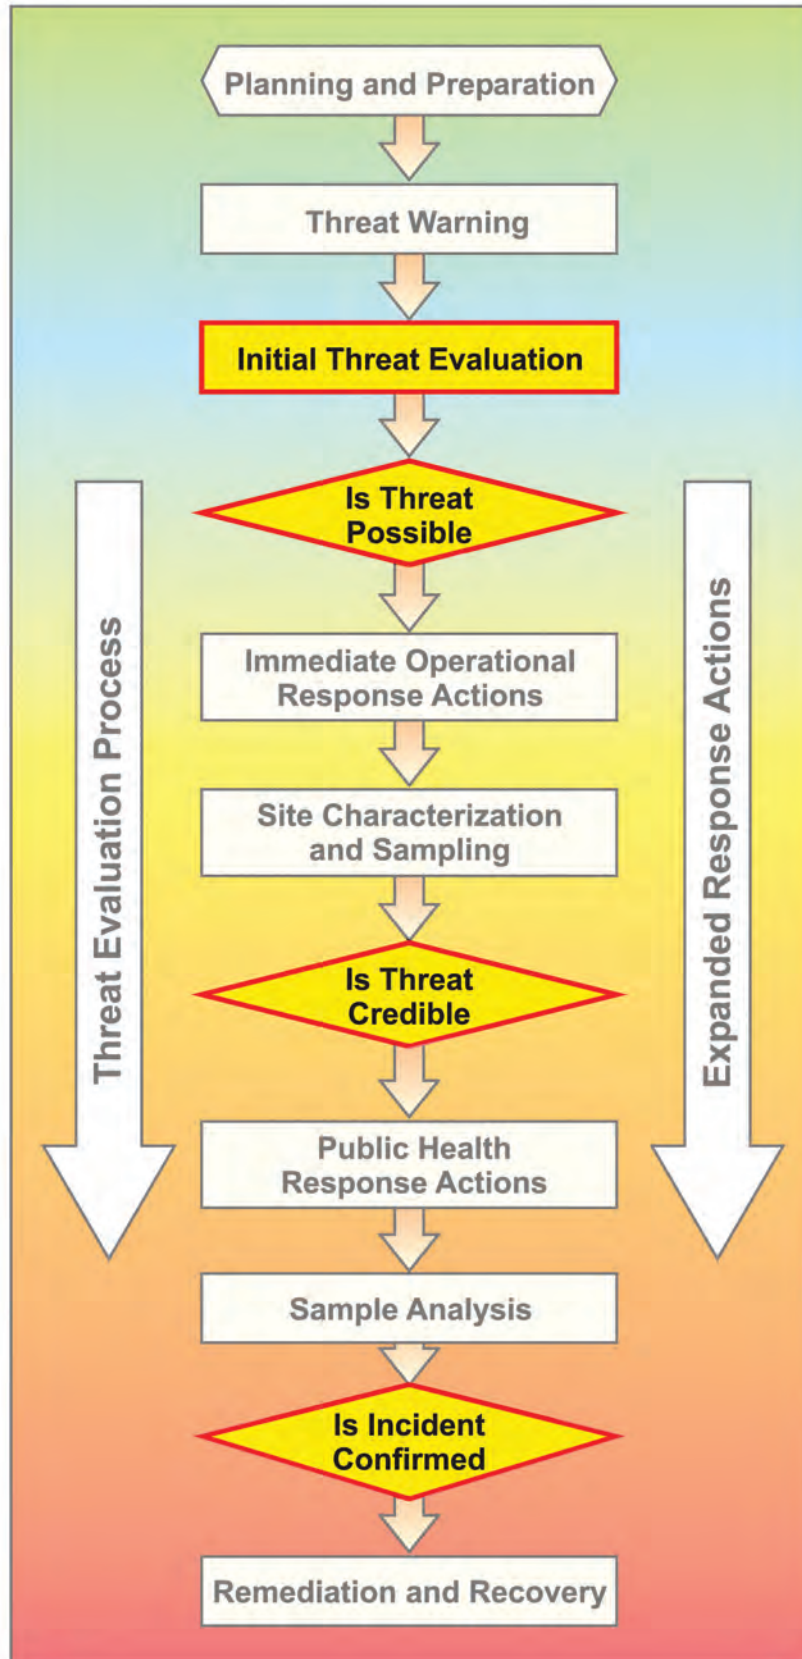 Planning and Preparation
Threat Warning
Initial Threat Evaluation
Is Threat
Possible
Immediate Operational
Response Actions
Site Characterization
and Sampling
Is Threat
Credible
Public Health
Response Actions
Sample Analysis
Is Incident
Confirmed
Remediation and Recovery
Threat Evaluation Process
Expanded Response Actions